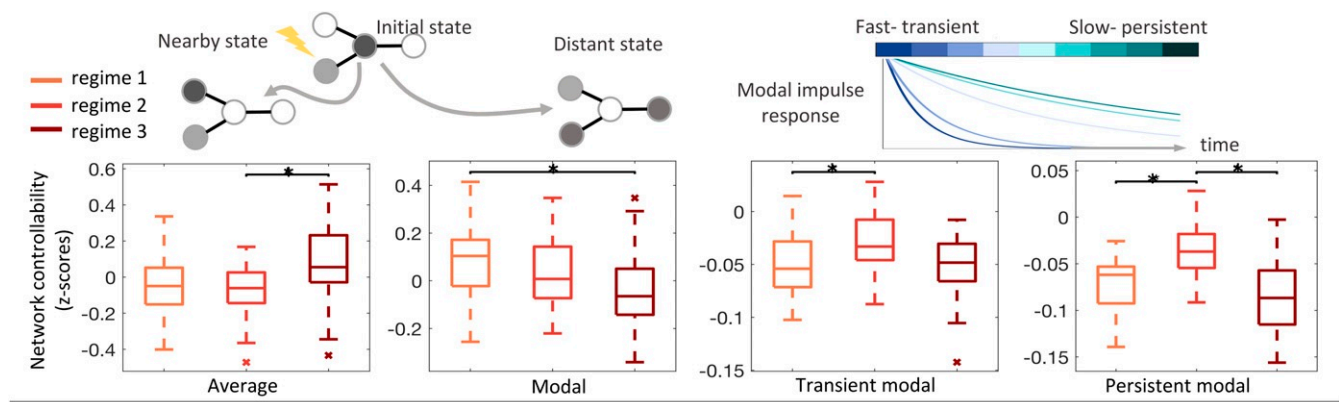 Nearby state
Initial state
Distant state
regime 1
regime 2
regime 3
Fast- transient
Slow- persistent
Modal impulse
response
time
Network controllability
(z-scores)
0.6
0.4
0.2
0
-0.2
-0.4
*
Average
0.4
0.2
0
-0.2
*
Modal
0
-0.05
-0.1
-0.15
*
Transient modal
0.05
0
-0.05
-0.1
-0.15
*
*
Persistent modal